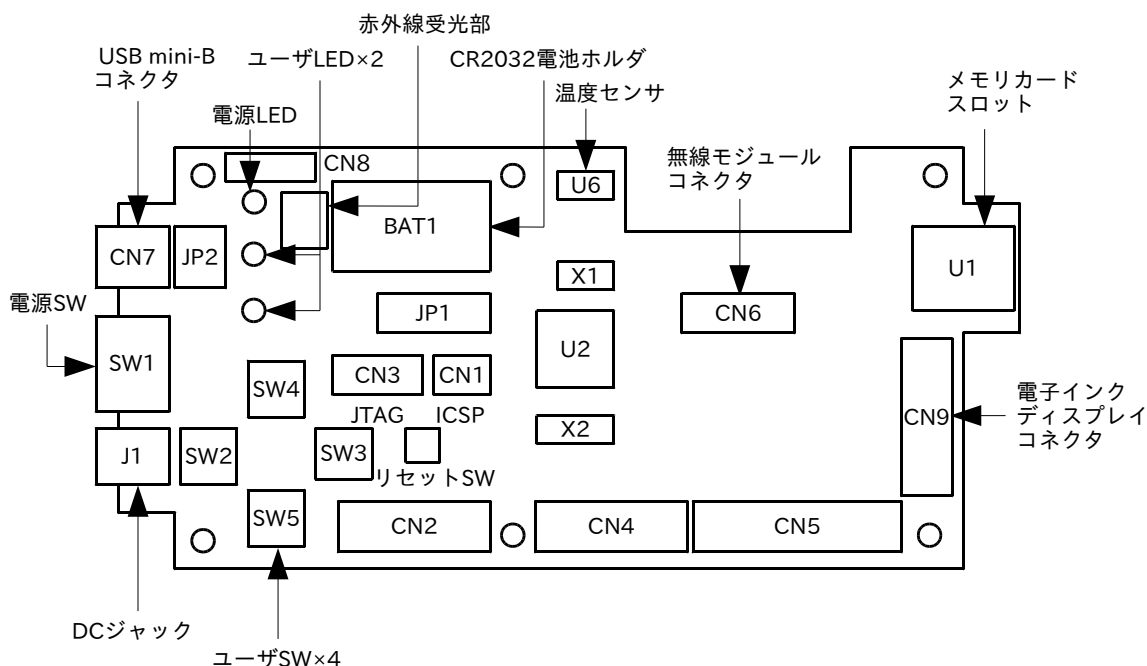 赤外線受光部
USB mini-B
コネクタ
ユーザLED×2
CR2032電池ホルダ
温度センサ
メモリカード
スロット
電源LED
CN8
無線モジュール
コネクタ
U6
BAT1
CN7
JP2
U1
X1
電源SW
JP1
CN6
SW1
U2
CN3
CN1
SW4
JTAG
ICSP
電子インク
ディスプレイ
コネクタ
CN9
X2
J1
SW2
SW3
リセットSW
SW5
CN2
CN4
CN5
DCジャック
ユーザSW×4